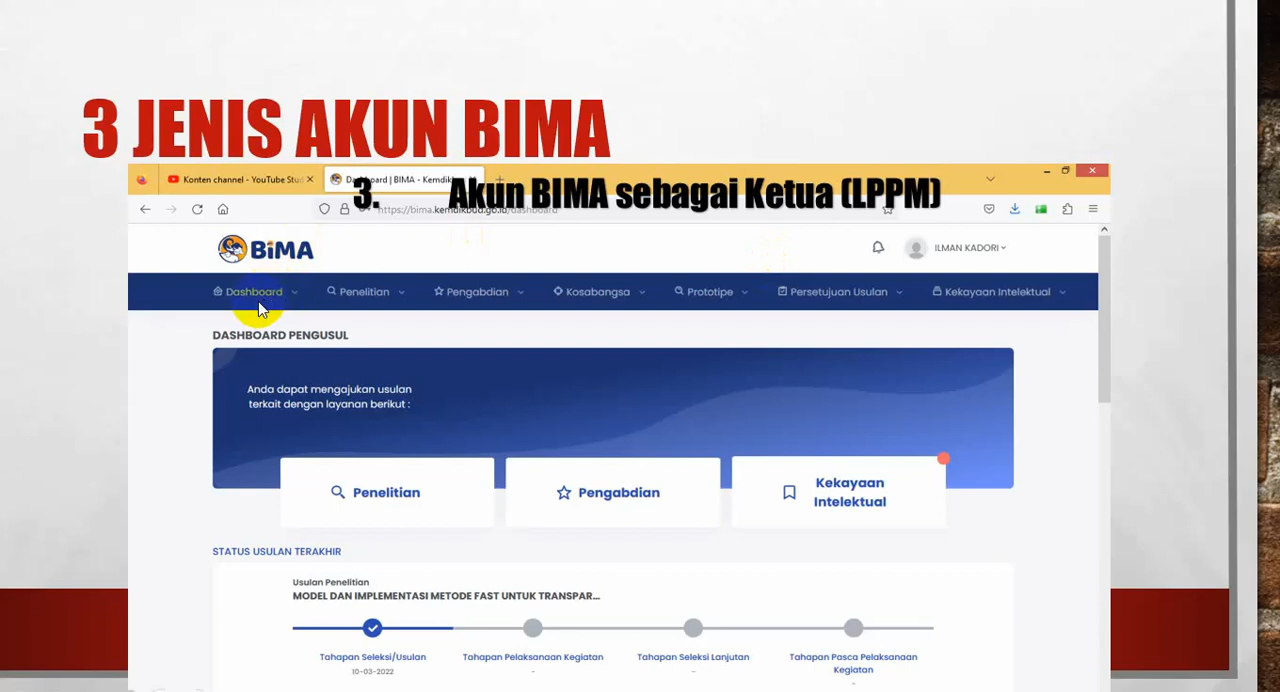 3 JENIS AKUN BIMA
Konten channel - YouTube Stud
Dashboard | BIMA - Kemdikb
3. Akun BIMA sebagai Ketua (LPPM)
https://bima.kemdikbud.go.id/dashboard
BiMA
ILMAN KADORI
Dashboard Penelitian Pengabdian Kosabangsa Prototipe Persetujuan Usulan Kekayaan Intelektual
DASHBOARD PENGUSUL
Anda dapat mengajukan usulan
terkait dengan layanan berikut :
Penelitian Pengabdian Kekayaan
Intelektual
STATUS USULAN TERAKHIR
Usulan Penelitian
MODEL DAN IMPLEMENTASI METODE FAST UNTUK TRANSPAR...
Tahapan Seleksi/Usulan Tahapan Pelaksanaan Kegiatan Tahapan Seleksi Lanjutan Tahapan Pasca Pelaksanaan
Kegiatan
10-03-2022 - - -